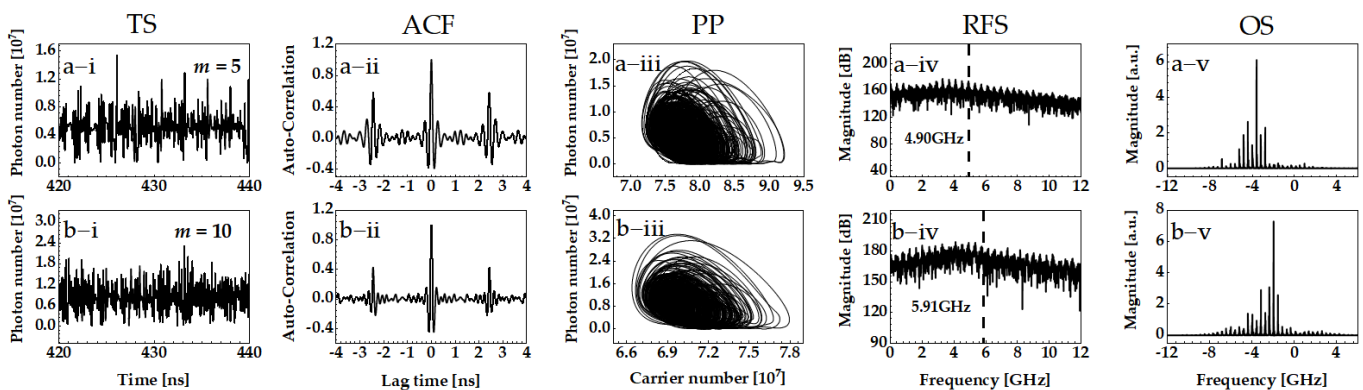 TS ACF PP RFS OS
Photon number [10⁷]
1.6
1.2
0.8
0.4
0.0
a–i
m = 5
420 430 440
Auto-Correlation
1.2
0.8
0.4
0.0
-0.4
a–ii
-4 -3 -2 -1 0 1 2 3 4
Photon number [10⁷]
2.0
1.5
1.0
0.5
0.0
a–iii
7.0 7.5 8.0 8.5 9.0 9.5
Magnitude [dB]
200
160
120
80
40
a–iv
4.90GHz
0 2 4 6 8 10 12
Magnitude [a.u.]
6
4
2
0
a–v
-12 -8 -4 0 4
Photon number [10⁷]
3.0
2.4
1.8
1.2
0.6
0.0
b–i
m = 10
420 430 440
Time [ns]
Auto-Correlation
1.2
0.8
0.4
0.0
-0.4
b–ii
-4 -3 -2 -1 0 1 2 3 4
Lag time [ns]
Photon number [10⁷]
4.0
3.2
2.4
1.6
0.8
0.0
b–iii
6.6 6.9 7.2 7.5 7.8
Carrier number [10⁷]
Magnitude [dB]
210
180
150
120
90
b–iv
5.91GHz
0 2 4 6 8 10 12
Frequency [GHz]
Magnitude [a.u.]
8
6
4
2
0
b–v
-12 -8 -4 0 4
Frequency [GHz]